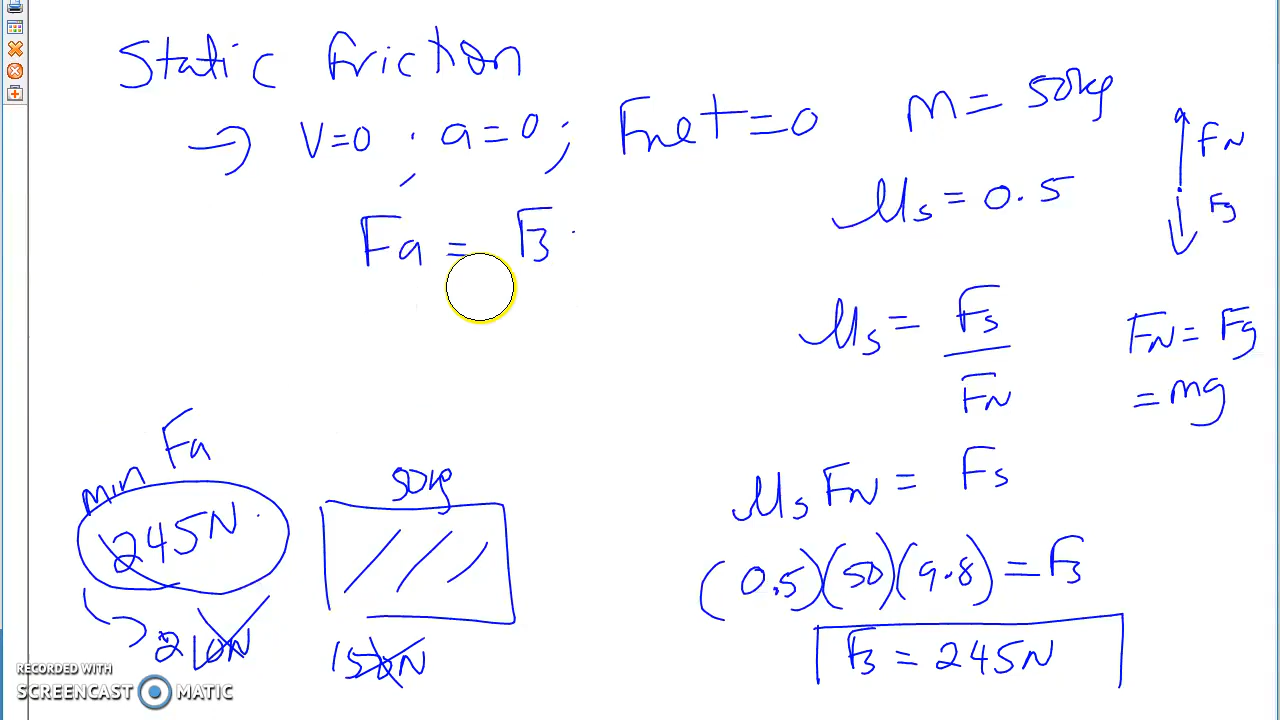 Static Friction
→ V=0, a=0; Fnet=0
Fa = Fs
m = 50kg
μs = 0.5
FN
Fg
μs = Fs / FN
FN = Fg
= mg
μs FN = Fs
(0.5)(50)(9.8) = Fs
Fs = 245N
min Fa
245N
210N
50kg
150N
RECORDED WITH
SCREENCAST MATIC